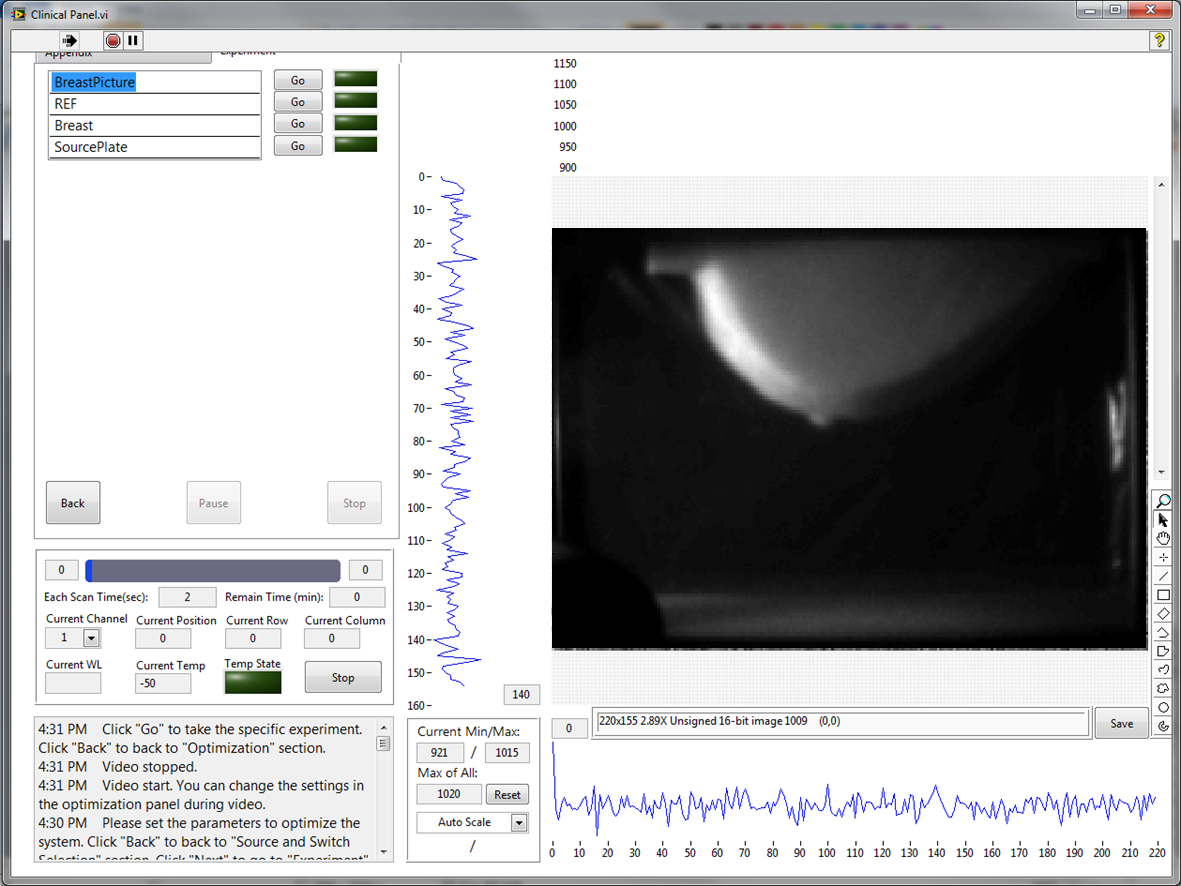 Clinical Panel.vi
?
Appendix
Experiment
BreastPicture
Go
REF
Go
Breast
Go
SourcePlate
Go
1150
1100
1050
1000
950
900
0
10
20
30
40
50
60
70
80
90
100
110
120
130
140
150
160
Back
Pause
Stop
0
0
Each Scan Time(sec):
2
Remain Time (min):
0
Current Channel
Current Position
Current Row
Current Column
1
0
0
0
Current WL
Current Temp
Temp State
-50
Stop
140
4:31 PM Click "Go" to take the specific experiment.
Click "Back" to back to "Optimization" section.
4:31 PM Video stopped.
4:31 PM Video start. You can change the settings in
the optimization panel during video.
4:30 PM Please set the parameters to optimize the
system. Click "Back" to back to "Source and Switch
Selection" section. Click "Next" to go to "Experiment"
Current Min/Max:
921 / 1015
Max of All:
1020
Reset
Auto Scale
/
0
220x155 2.89X Unsigned 16-bit image 1009 (0,0)
Save
0 10 20 30 40 50 60 70 80 90 100 110 120 130 140 150 160 170 180 190 200 210 220